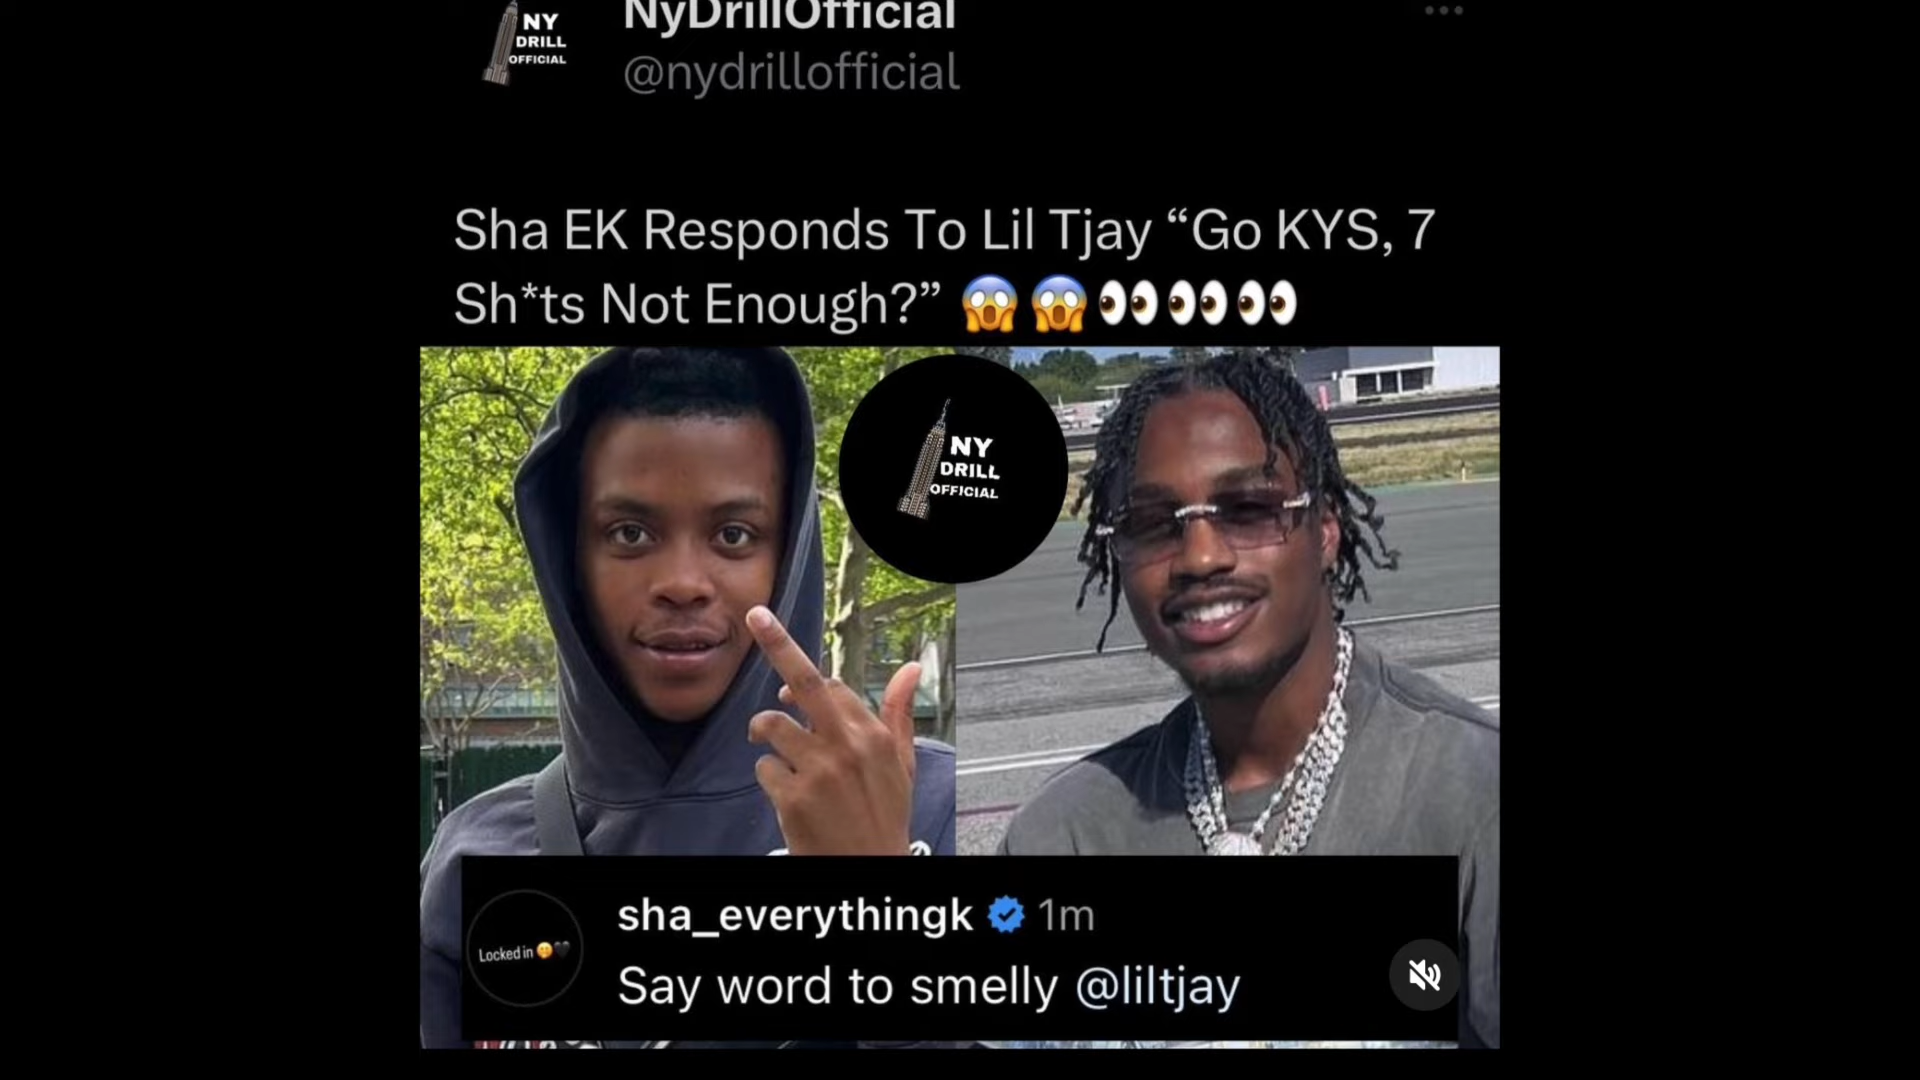 NY
DRILL
OFFICIAL
NyDrillOfficial
@nydrillofficial
Sha EK Responds To Lil Tjay “Go KYS, 7
Sh*ts Not Enough?” 😱😱👀👀👀
NY
DRILL
OFFICIAL
sha_everythingk 1m
Locked in 🤭🖤
Say word to smelly @liltjay